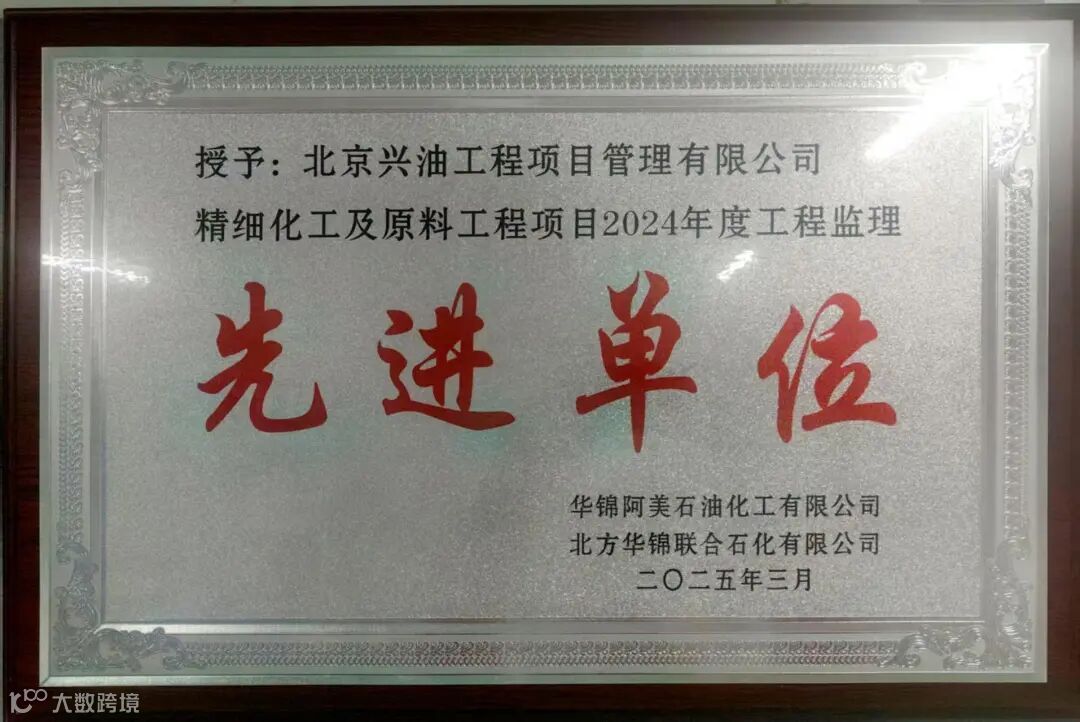 授予：北京兴油工程项目管理有限公司
精细化工及原料工程项目2024年度工程监理
先进单位
华锦阿美石油化工有限公司
北方华锦联合石化有限公司
二〇二五年三月
大数跨境